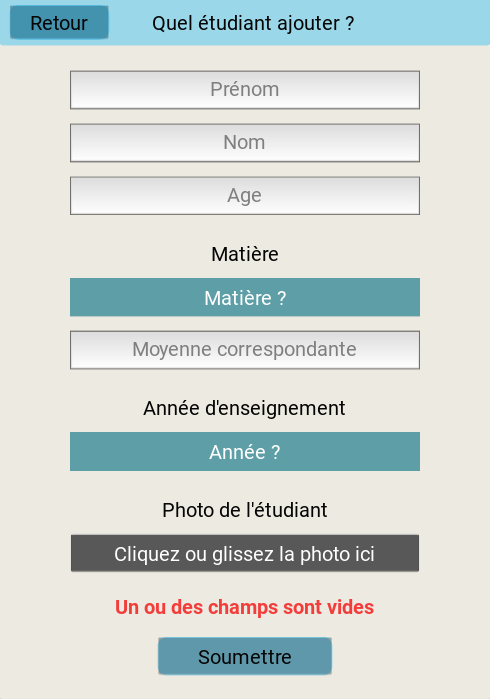 Retour
Quel étudiant ajouter ?
Prénom
Nom
Age
Matière
Matière ?
Moyenne correspondante
Année d'enseignement
Année ?
Photo de l'étudiant
Cliquez ou glissez la photo ici
Un ou des champs sont vides
Soumettre